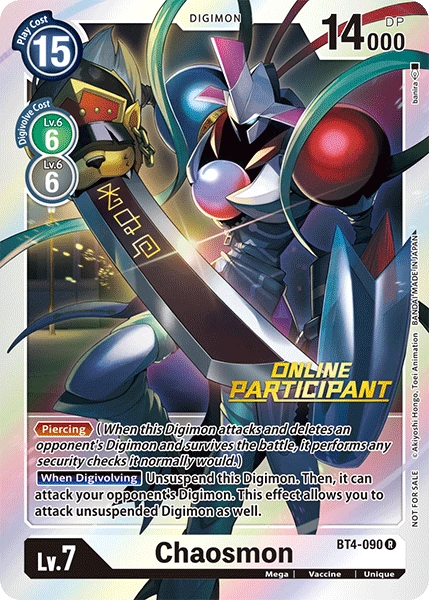 Play Cost
15
DIGIMON
DP
14000
Digivolve Cost
Lv.6
6
Lv.6
6
banira
ONLINE
PARTICIPANT
Piercing (When this Digimon attacks and deletes an
opponent's Digimon and survives the battle, it performs any
security checks it normally would.)
When Digivolving Unsuspend this Digimon. Then, it can
attack your opponent's Digimon. This effect allows you to
attack unsuspended Digimon as well.
NOT FOR SALE ©Akiyoshi Hongo, Toei Animation BANDAI MADE IN JAPAN
Lv.7
Chaosmon
BT4-090 R
Mega Vaccine Unique